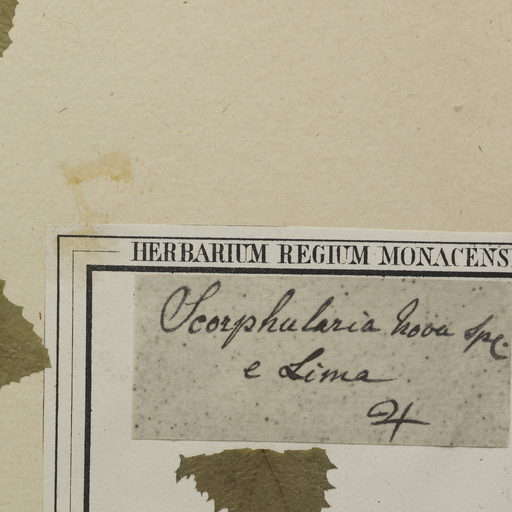 HERBARIUM REGIUM MONACENS
Scorphularia Nova Spc
e Lima
♃